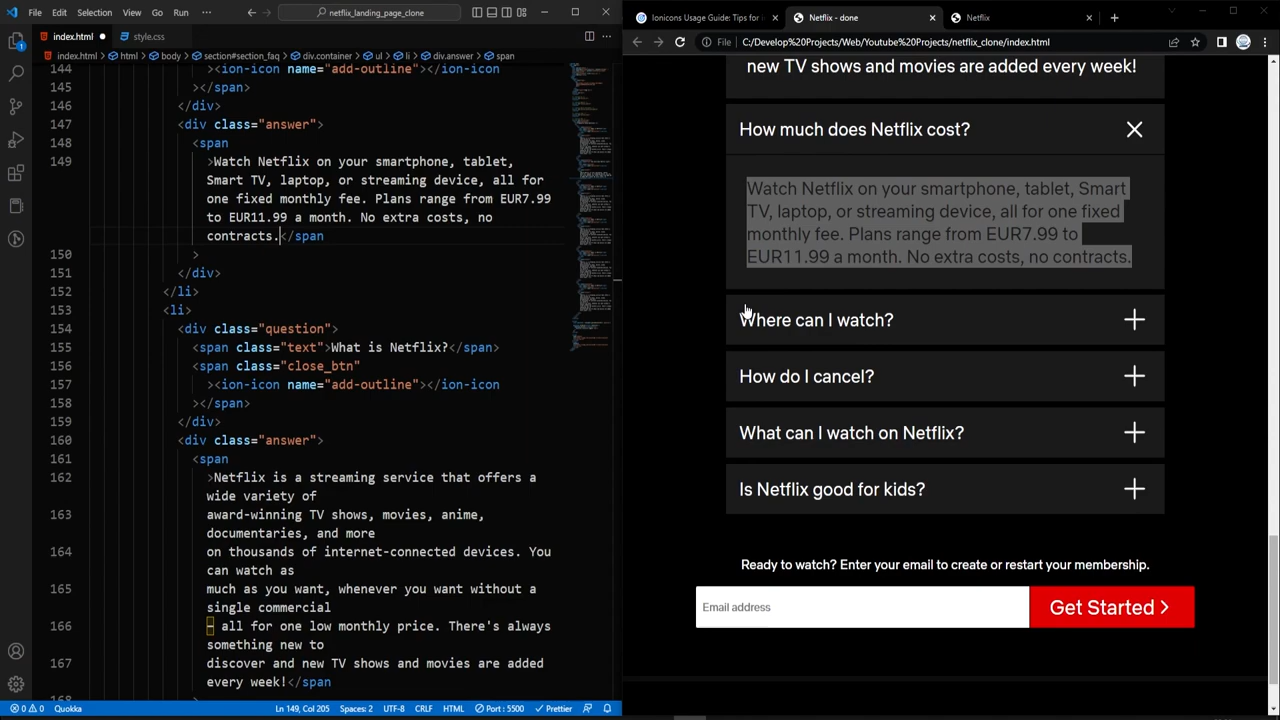 File Edit Selection View Go Run ··· netflix_landing_page_clone
index.html style.css
index.html > html > body > section#section_faq > div.container > ul > li > div.answer > span
144 ><ion-icon name="add-outline"></ion-icon
145 ></span>
146 </div>
147 <div class="answer">
148 <span
149 >Watch Netflix on your smartphone, tablet,
Smart TV, laptop, or streaming device, all for
one fixed monthly fee. Plans range from EUR7.99
to EUR11.99 a month. No extra costs, no
contracts.</span
150 >
151 </div>
152 </li>
153 <li>
154 <div class="question">
155 <span class="text">What is Netflix?</span>
156 <span class="close_btn"
157 ><ion-icon name="add-outline"></ion-icon
158 ></span>
159 </div>
160 <div class="answer">
161 <span
162 >Netflix is a streaming service that offers a
wide variety of
163 award-winning TV shows, movies, anime,
documentaries, and more
164 on thousands of internet-connected devices. You
can watch as
165 much as you want, whenever you want without a
single commercial
166 – all for one low monthly price. There's always
something new to
167 discover and new TV shows and movies are added
every week!</span
168 >
0 0 Quokka Ln 149, Col 205 Spaces: 2 UTF-8 CRLF HTML Port : 5500 Prettier
Ionicons Usage Guide: Tips for I Netflix - done Netflix
File C:/Develop%20Projects/Web/Youtube%20Projects/netflix_clone/index.html
new TV shows and movies are added every week!
How much does Netflix cost?
Watch Netflix on your smartphone, tablet, Smart
TV, laptop, or streaming device, all for one fixed
monthly fee. Plans range from EUR7.99 to
EUR11.99 a month. No extra costs, no contracts.
Where can I watch?
How do I cancel?
What can I watch on Netflix?
Is Netflix good for kids?
Ready to watch? Enter your email to create or restart your membership.
Email address
Get Started >